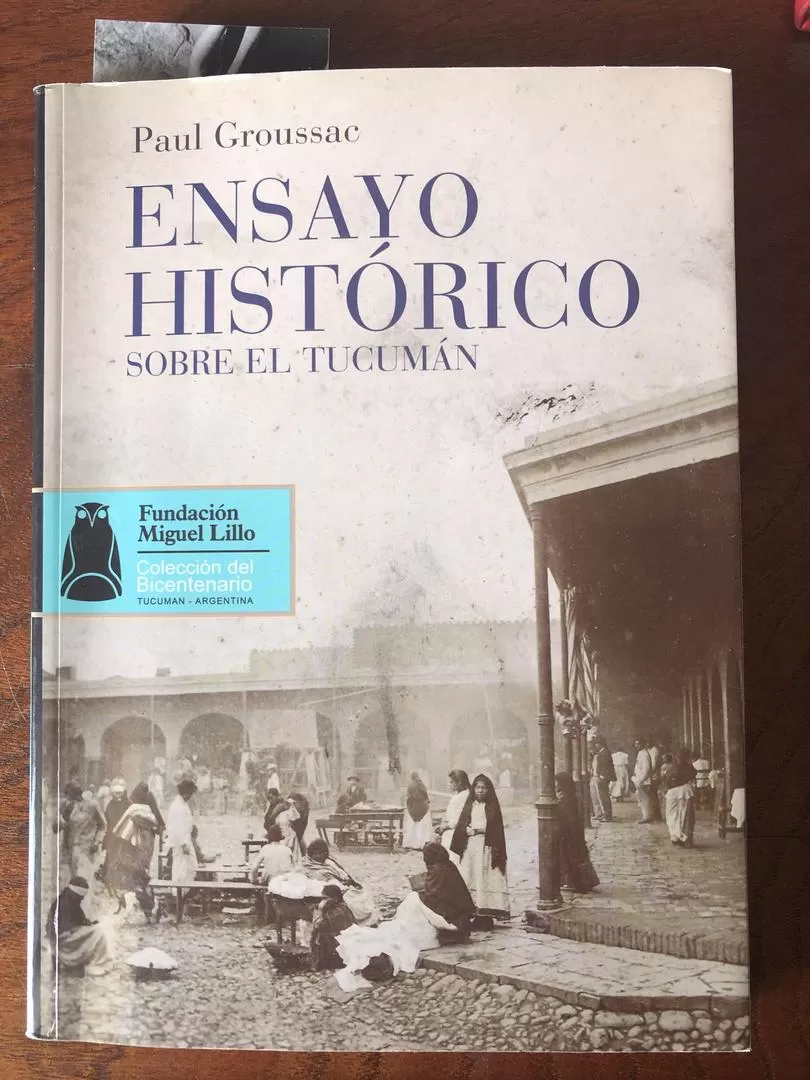 Paul Groussac
ENSAYO
HISTÓRICO
SOBRE EL TUCUMÁN
Fundación
Miguel Lillo
Colección del
Bicentenario
TUCUMAN - ARGENTINA